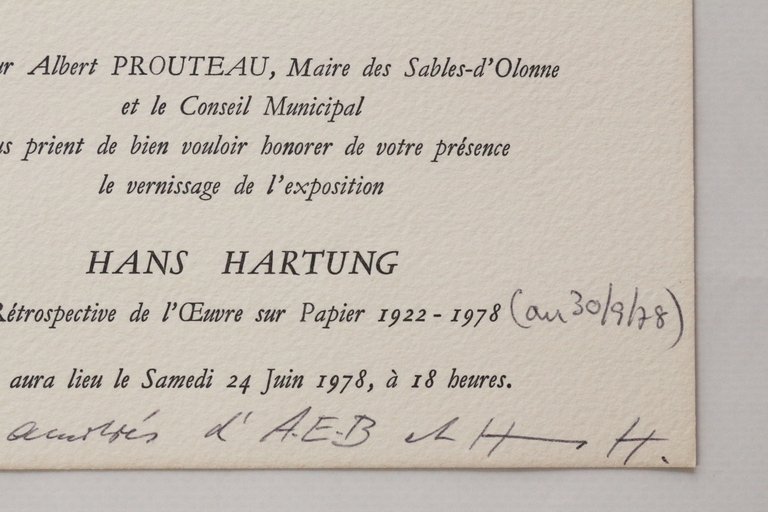 ur Albert PROUTEAU, Maire des Sables-d'Olonne
et le Conseil Municipal
us prient de bien vouloir honorer de votre présence
le vernissage de l'exposition
HANS HARTUNG
Rétrospective de l'Œuvre sur Papier 1922 - 1978 (au 30/9/78)
aura lieu le Samedi 24 Juin 1978, à 18 heures.
amitiés d' A.E.B et H H.